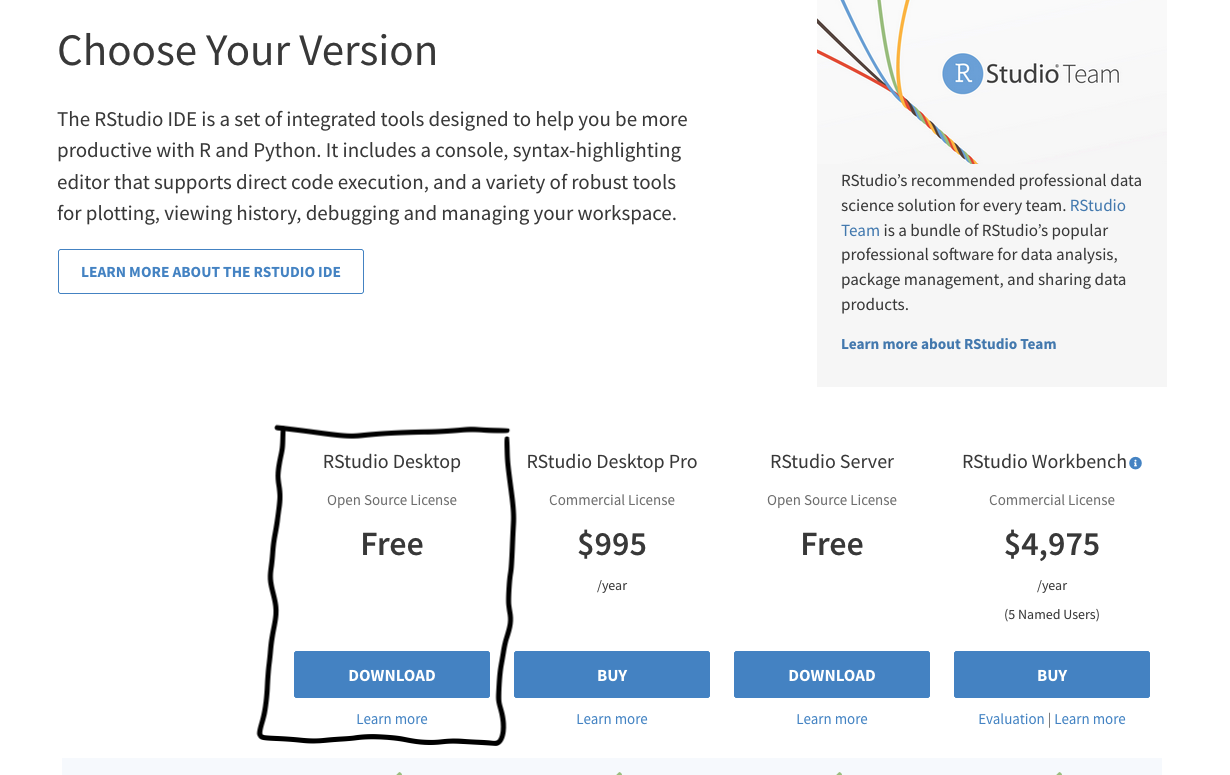 Choose Your Version
The RStudio IDE is a set of integrated tools designed to help you be more
productive with R and Python. It includes a console, syntax-highlighting
editor that supports direct code execution, and a variety of robust tools
for plotting, viewing history, debugging and managing your workspace.
LEARN MORE ABOUT THE RSTUDIO IDE
R Studio® Team
RStudio’s recommended professional data
science solution for every team. RStudio
Team is a bundle of RStudio’s popular
professional software for data analysis,
package management, and sharing data
products.
Learn more about RStudio Team
RStudio Desktop
Open Source License
Free
DOWNLOAD
Learn more
RStudio Desktop Pro
Commercial License
$995
/year
BUY
Learn more
RStudio Server
Open Source License
Free
DOWNLOAD
Learn more
RStudio Workbench i
Commercial License
$4,975
/year
(5 Named Users)
BUY
Evaluation | Learn more